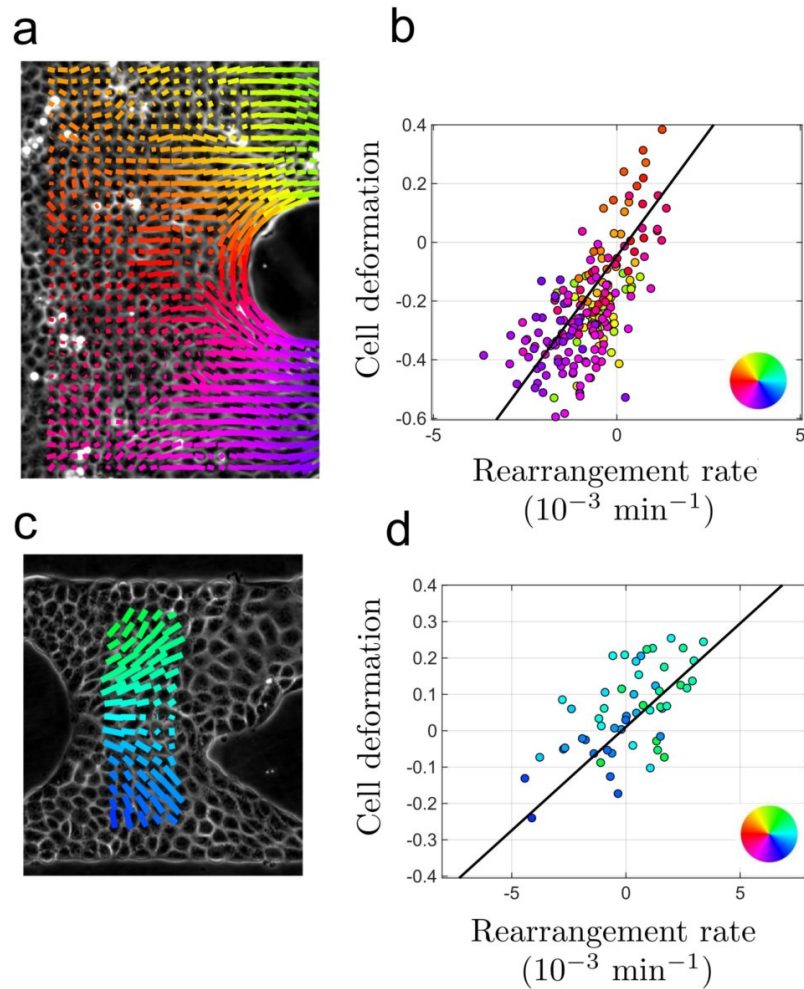 a
b
Cell deformation
0.4
0.2
0
-0.2
-0.4
-0.6
-5
0
5
Rearrangement rate
(10⁻³ min⁻¹)
c
d
Cell deformation
0.4
0.3
0.2
0.1
0
-0.1
-0.2
-0.3
-0.4
-5
0
5
Rearrangement rate
(10⁻³ min⁻¹)